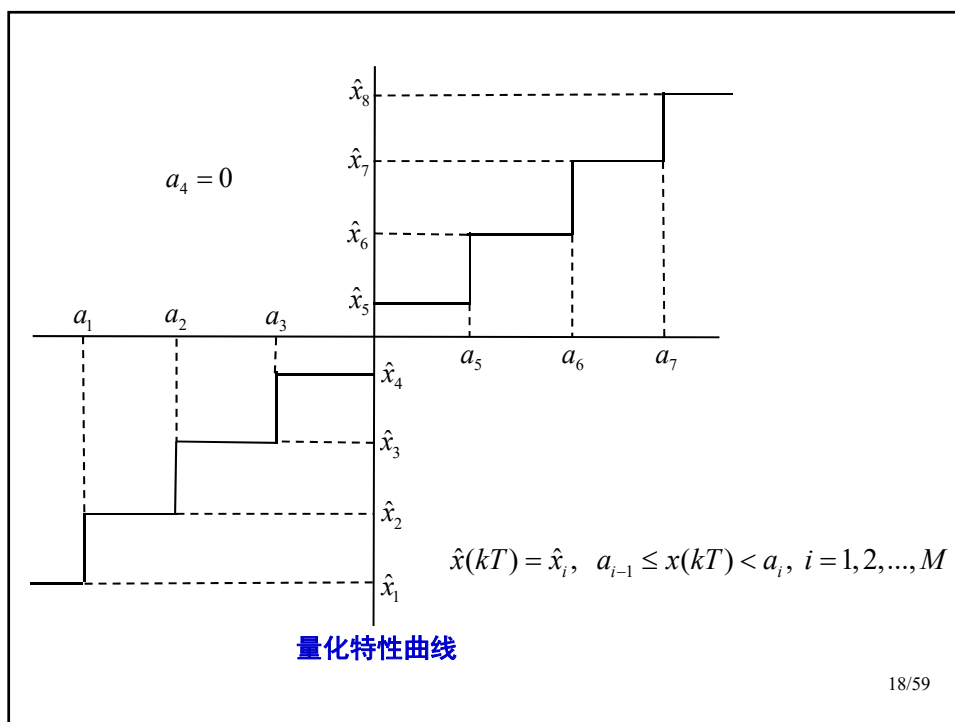 x̂₈
x̂₇
a₄ = 0
x̂₆
x̂₅
a₁ a₂ a₃
a₅ a₆ a₇
x̂₄
x̂₃
x̂₂
x̂(kT) = x̂ᵢ, aᵢ₋₁ ≤ x(kT) < aᵢ, i = 1, 2, ..., M
x̂₁
量化特性曲线
18/59